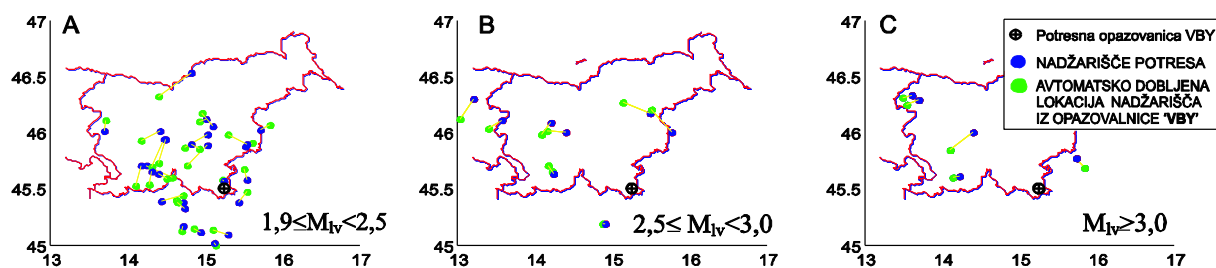 A
47
46.5
46
45.5
45
13
14
15
16
17
1,9≤Mlv<2,5
B
47
46.5
46
45.5
45
13
14
15
16
17
2,5≤ Mlv<3,0
C
47
46.5
46
45.5
45
13
14
15
16
17
Mlv≥3,0
Potresna opazovanica VBY
NADŽARIŠČE POTRESA
AVTOMATSKO DOBLJENA
LOKACIJA NADŽARIŠČA
IZ OPAZOVALNICE 'VBY'